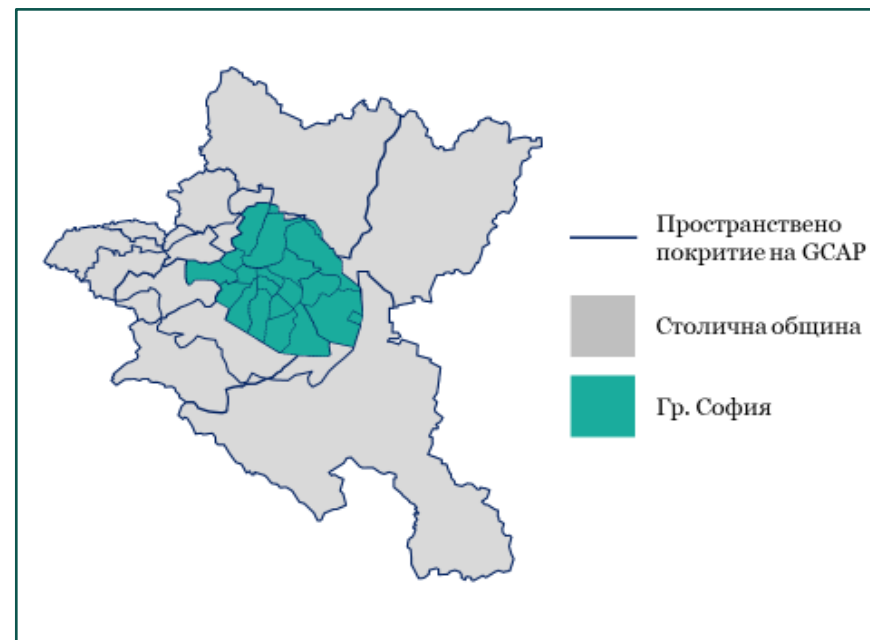 Пространствено
покритие на GCAP
Столична община
Гр. София